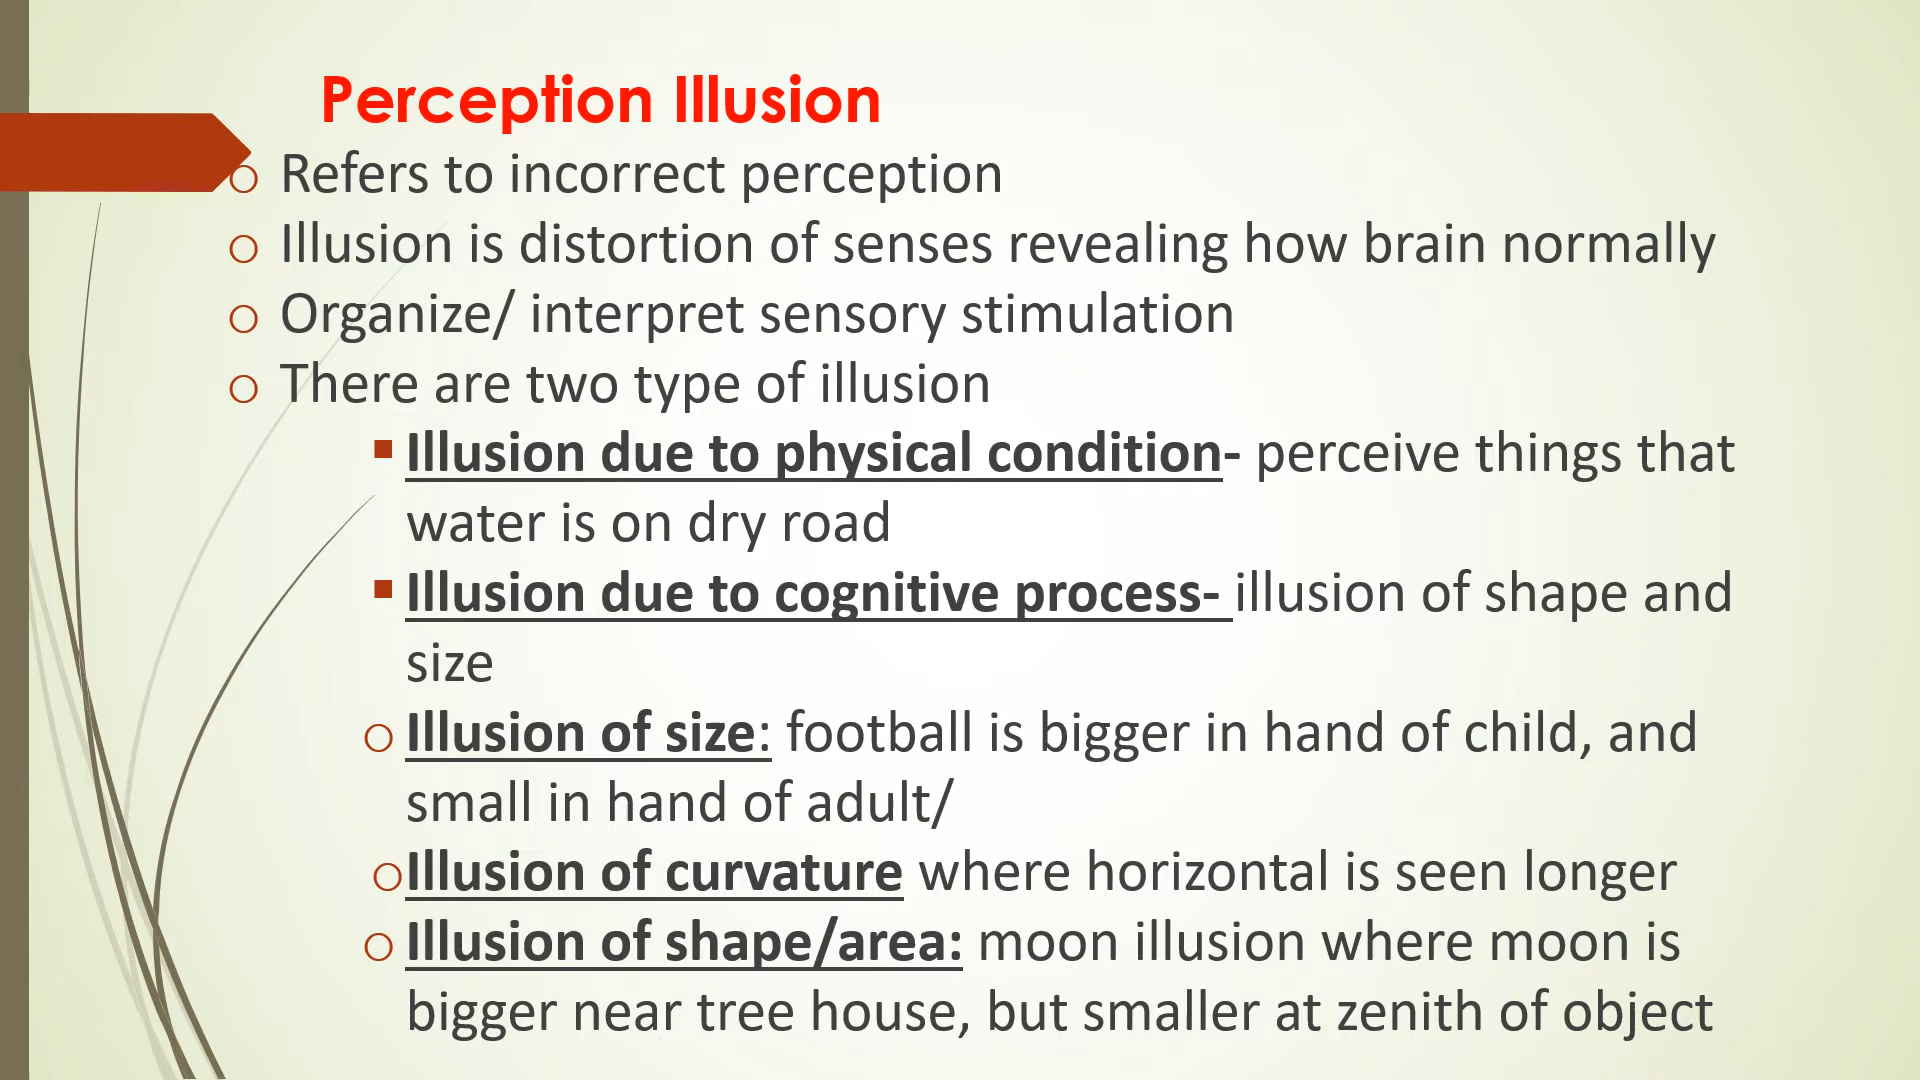 Perception Illusion
Refers to incorrect perception
Illusion is distortion of senses revealing how brain normally
Organize/ interpret sensory stimulation
There are two type of illusion
Illusion due to physical condition- perceive things that
water is on dry road
Illusion due to cognitive process- illusion of shape and
size
Illusion of size: football is bigger in hand of child, and
small in hand of adult/
Illusion of curvature where horizontal is seen longer
Illusion of shape/area: moon illusion where moon is
bigger near tree house, but smaller at zenith of object